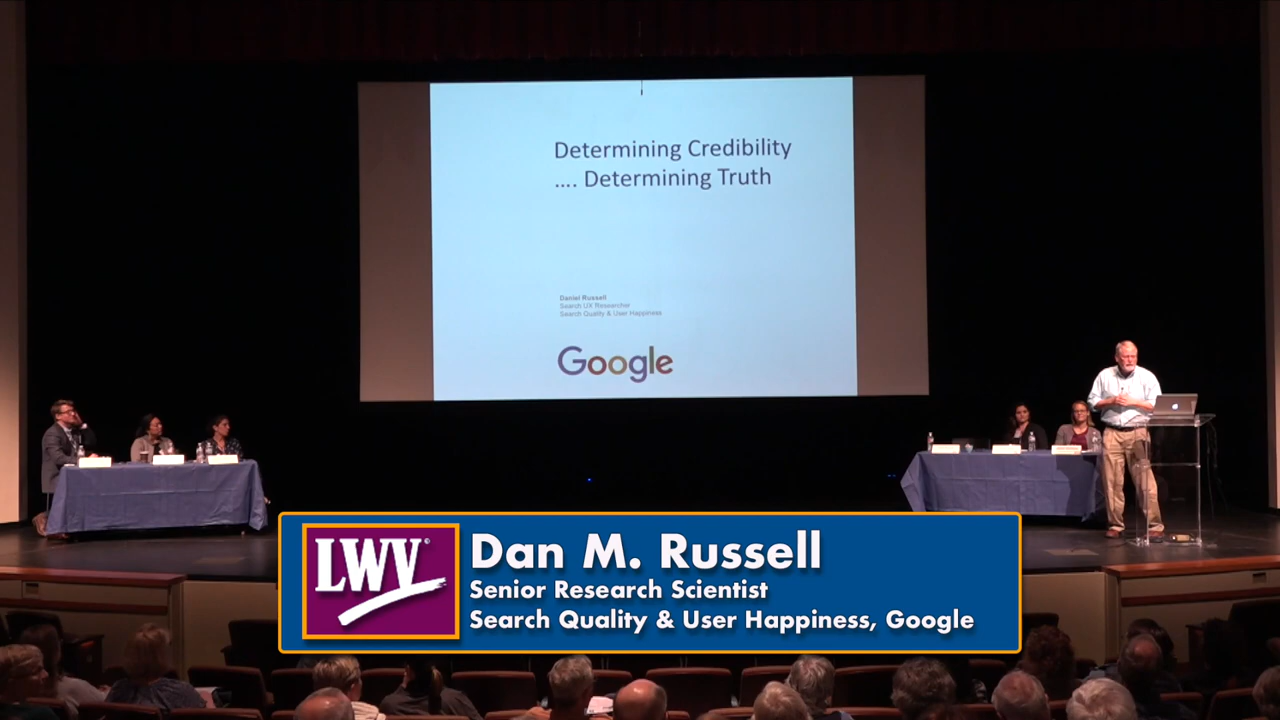 Determining Credibility
.... Determining Truth
Daniel Russell
Search UX Researcher
Search Quality & User Happiness
Google
LWV®
Dan M. Russell
Senior Research Scientist
Search Quality & User Happiness, Google